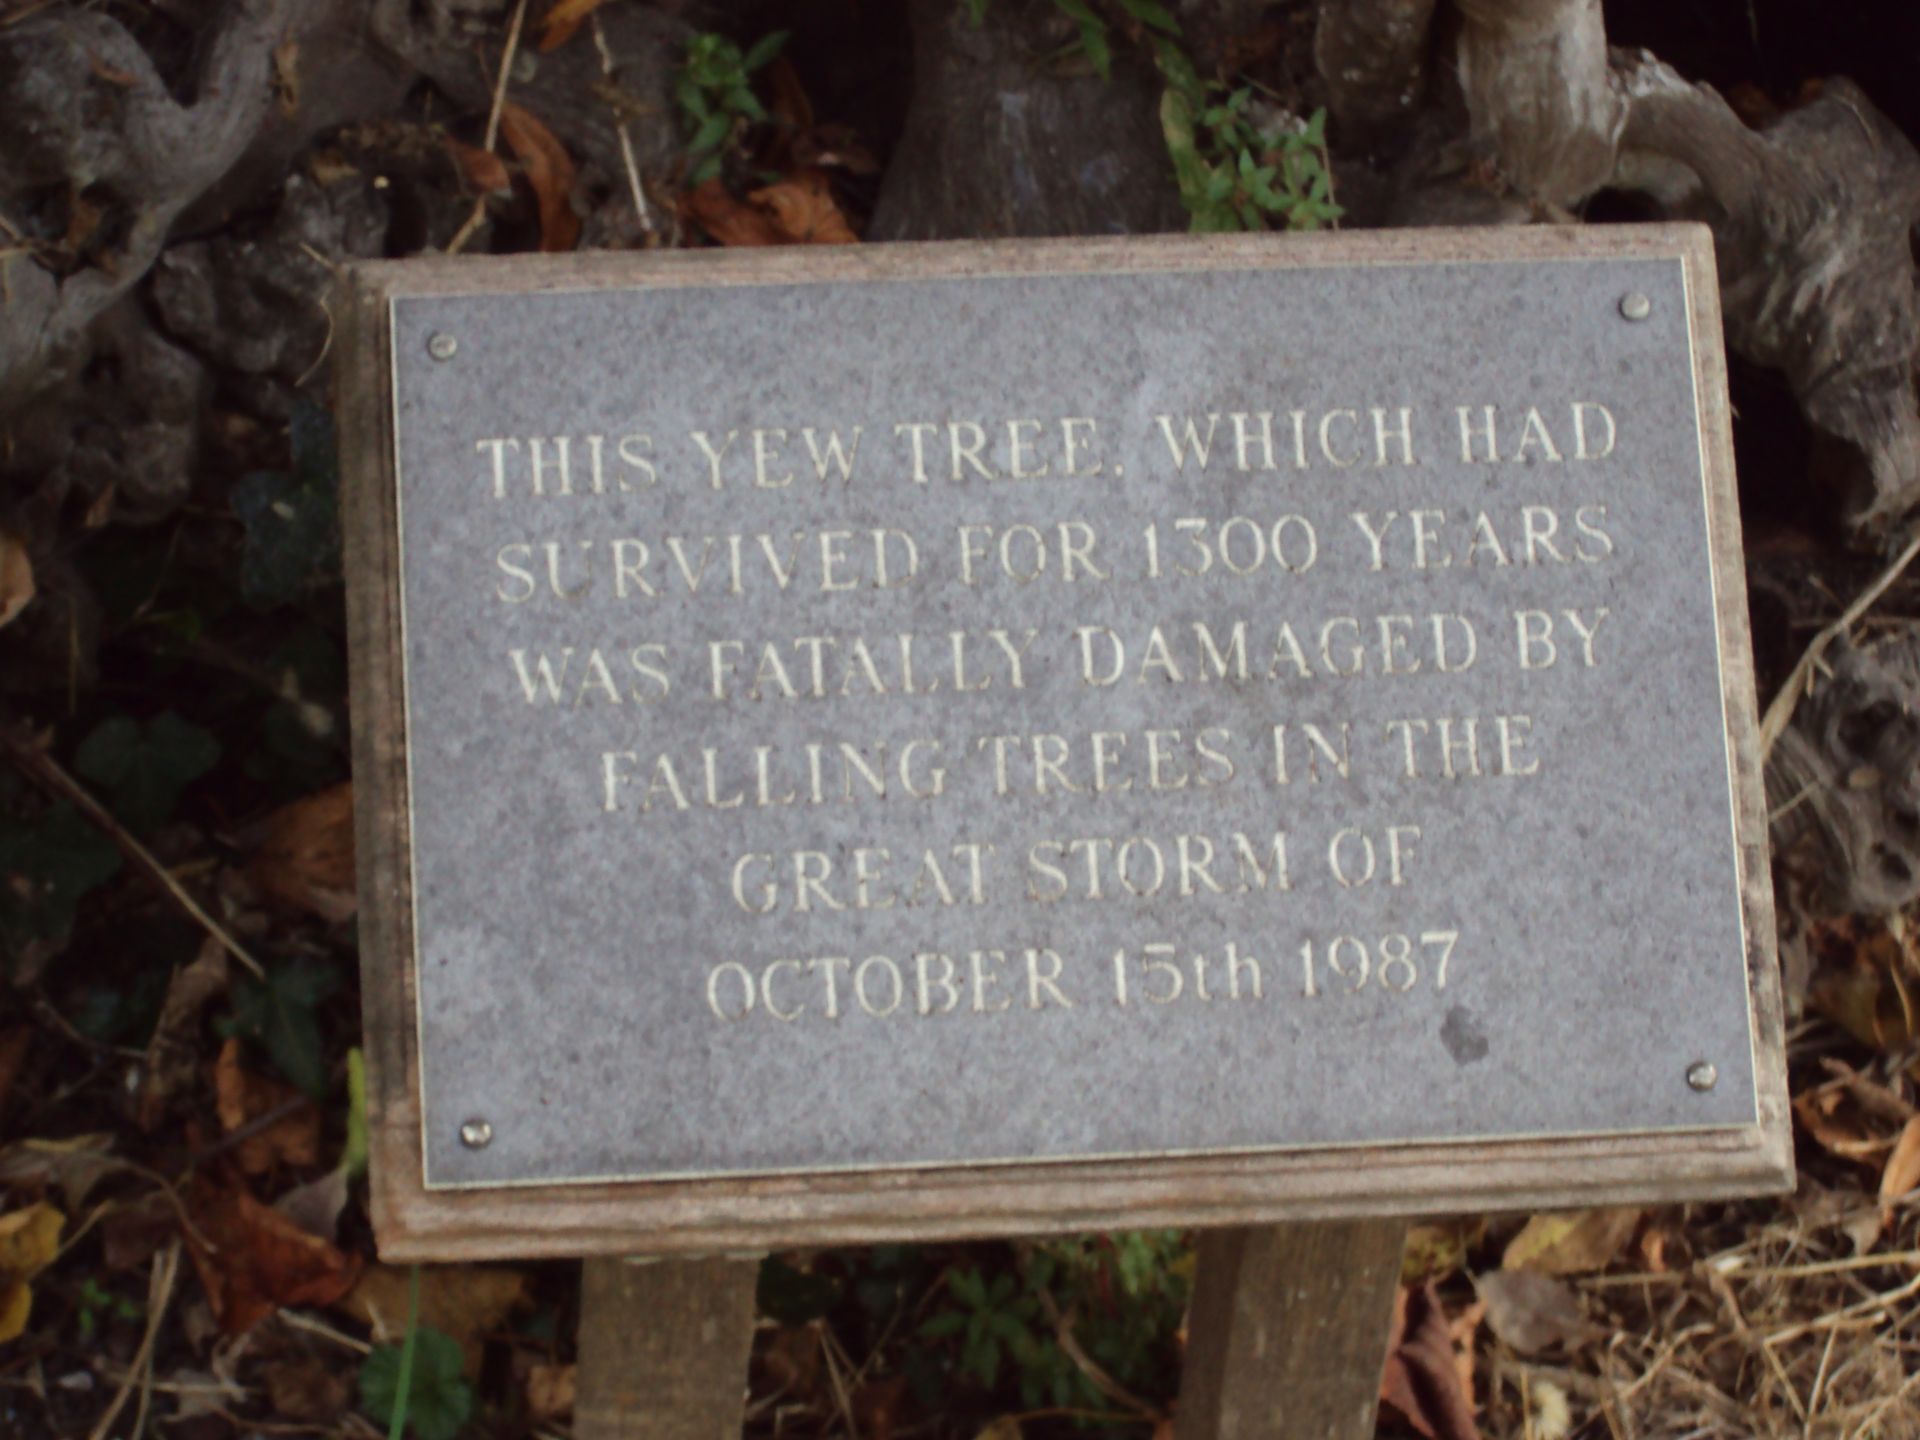 THIS YEW TREE, WHICH HAD
SURVIVED FOR 1300 YEARS
WAS FATALLY DAMAGED BY
FALLING TREES IN THE
GREAT STORM OF
OCTOBER 15th 1987